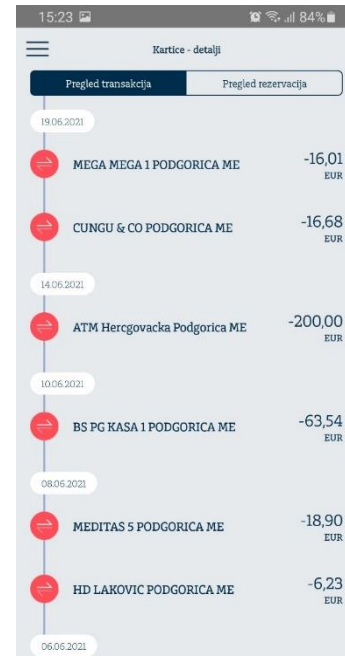 15:23 84%
Kartice - detalji
Pregled transakcija Pregled rezervacija
19.06.2021
MEGA MEGA 1 PODGORICA ME -16,01
EUR
CUNGU & CO PODGORICA ME -16,68
EUR
14.06.2021
ATM Hercgovacka Podgorica ME -200,00
EUR
10.06.2021
BS PG KASA 1 PODGORICA ME -63,54
EUR
08.06.2021
MEDITAS 5 PODGORICA ME -18,90
EUR
HD LAKOVIC PODGORICA ME -6,23
EUR
06.06.2021